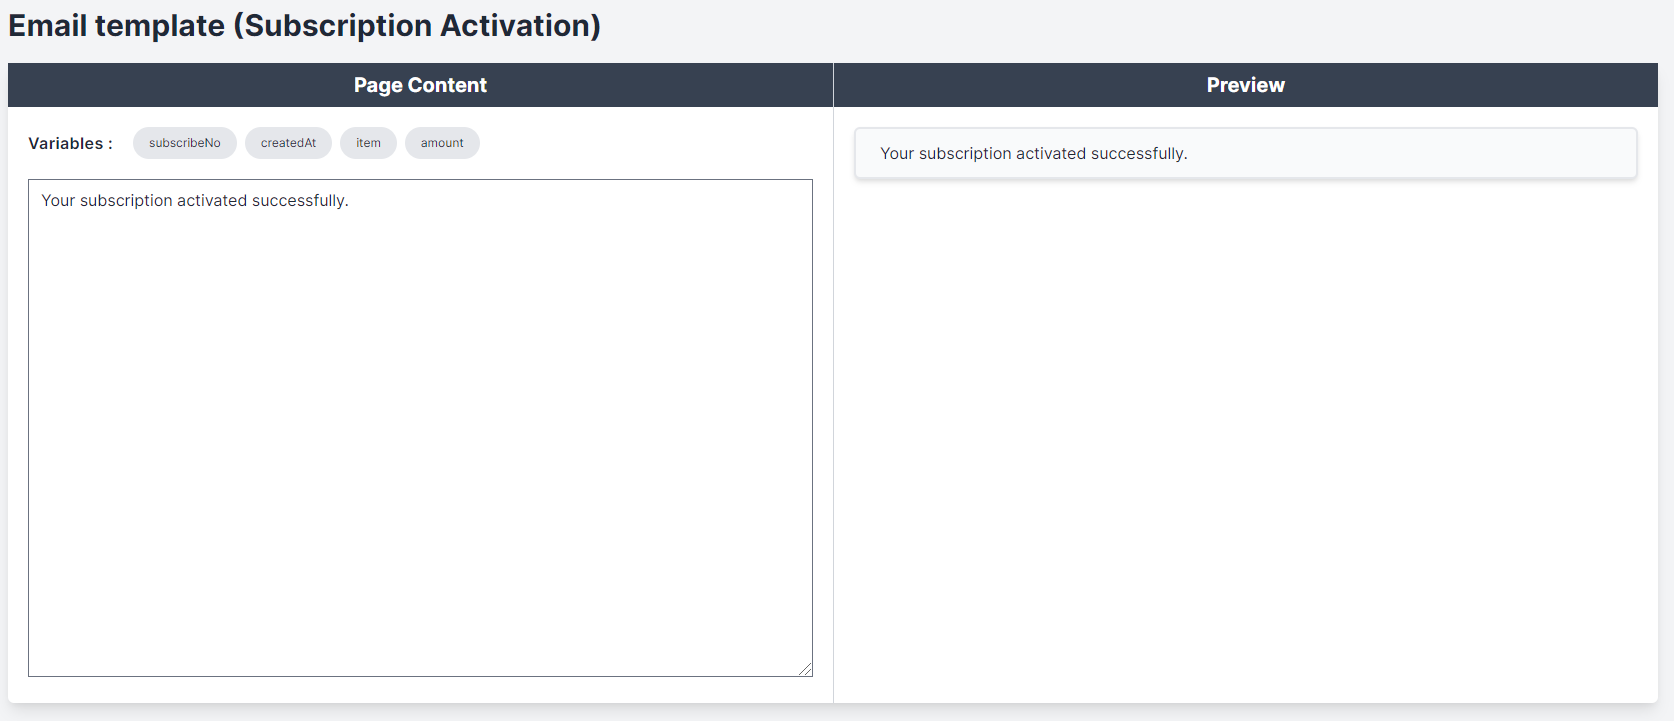 Email template (Subscription Activation)
Page Content
Preview
Variables : subscribeNo createdAt item amount
Your subscription activated successfully.
Your subscription activated successfully.